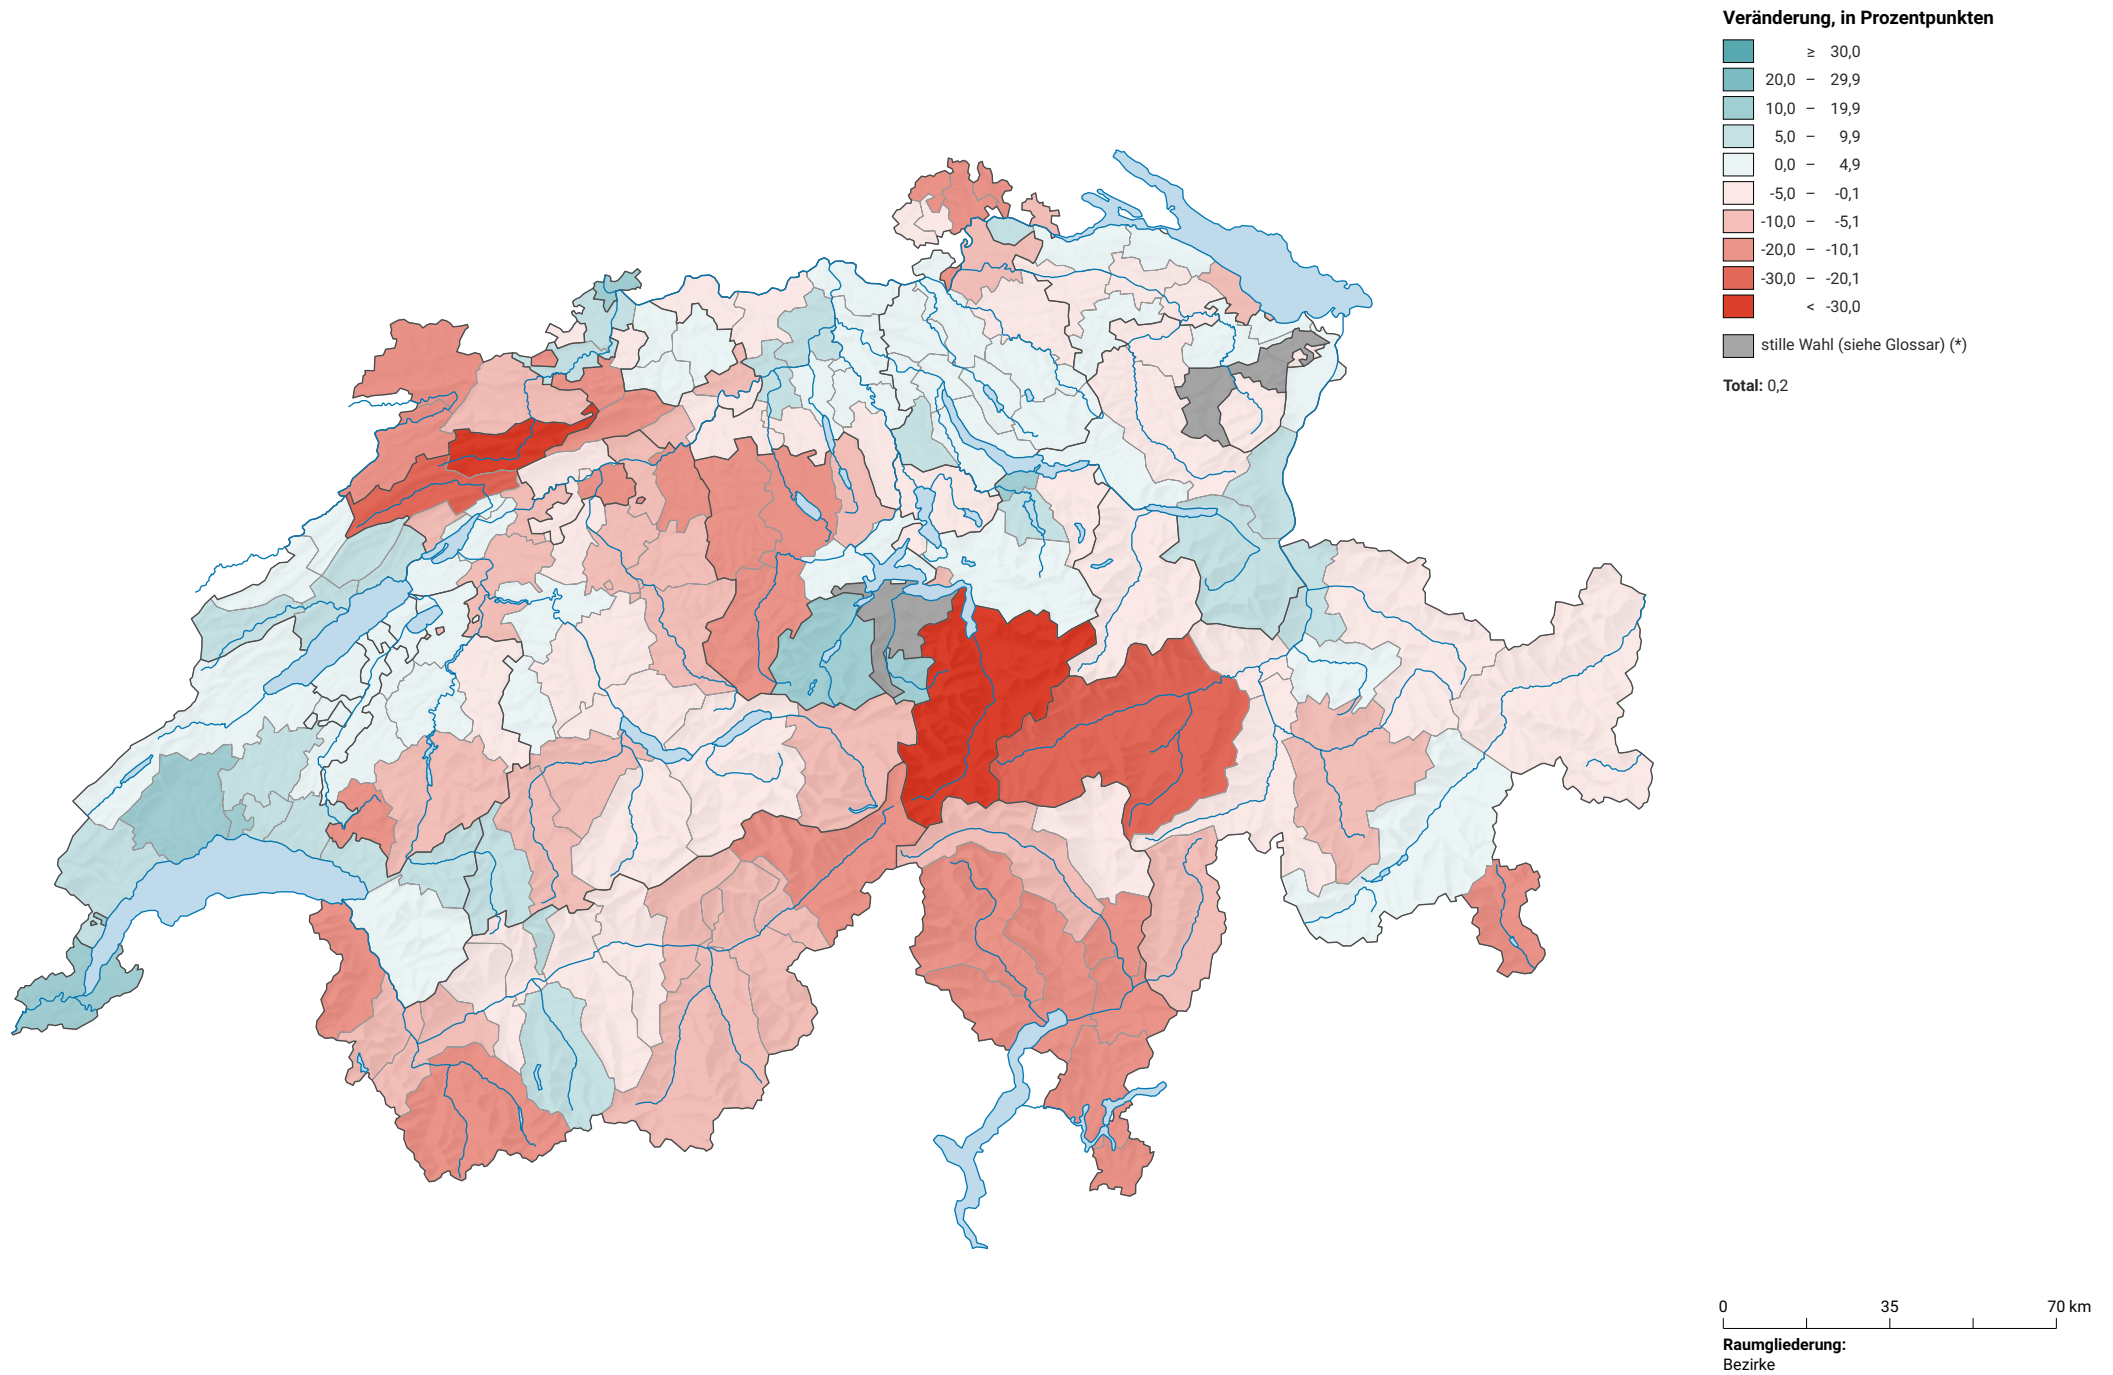 Veränderung, in Prozentpunkten
≥ 30,0
20,0 – 29,9
10,0 – 19,9
5,0 – 9,9
0,0 – 4,9
-5,0 – -0,1
-10,0 – -5,1
-20,0 – -10,1
-30,0 – -20,1
< -30,0
stille Wahl (siehe Glossar) (*)
Total: 0,2
0 35 70 km
Raumgliederung:
Bezirke